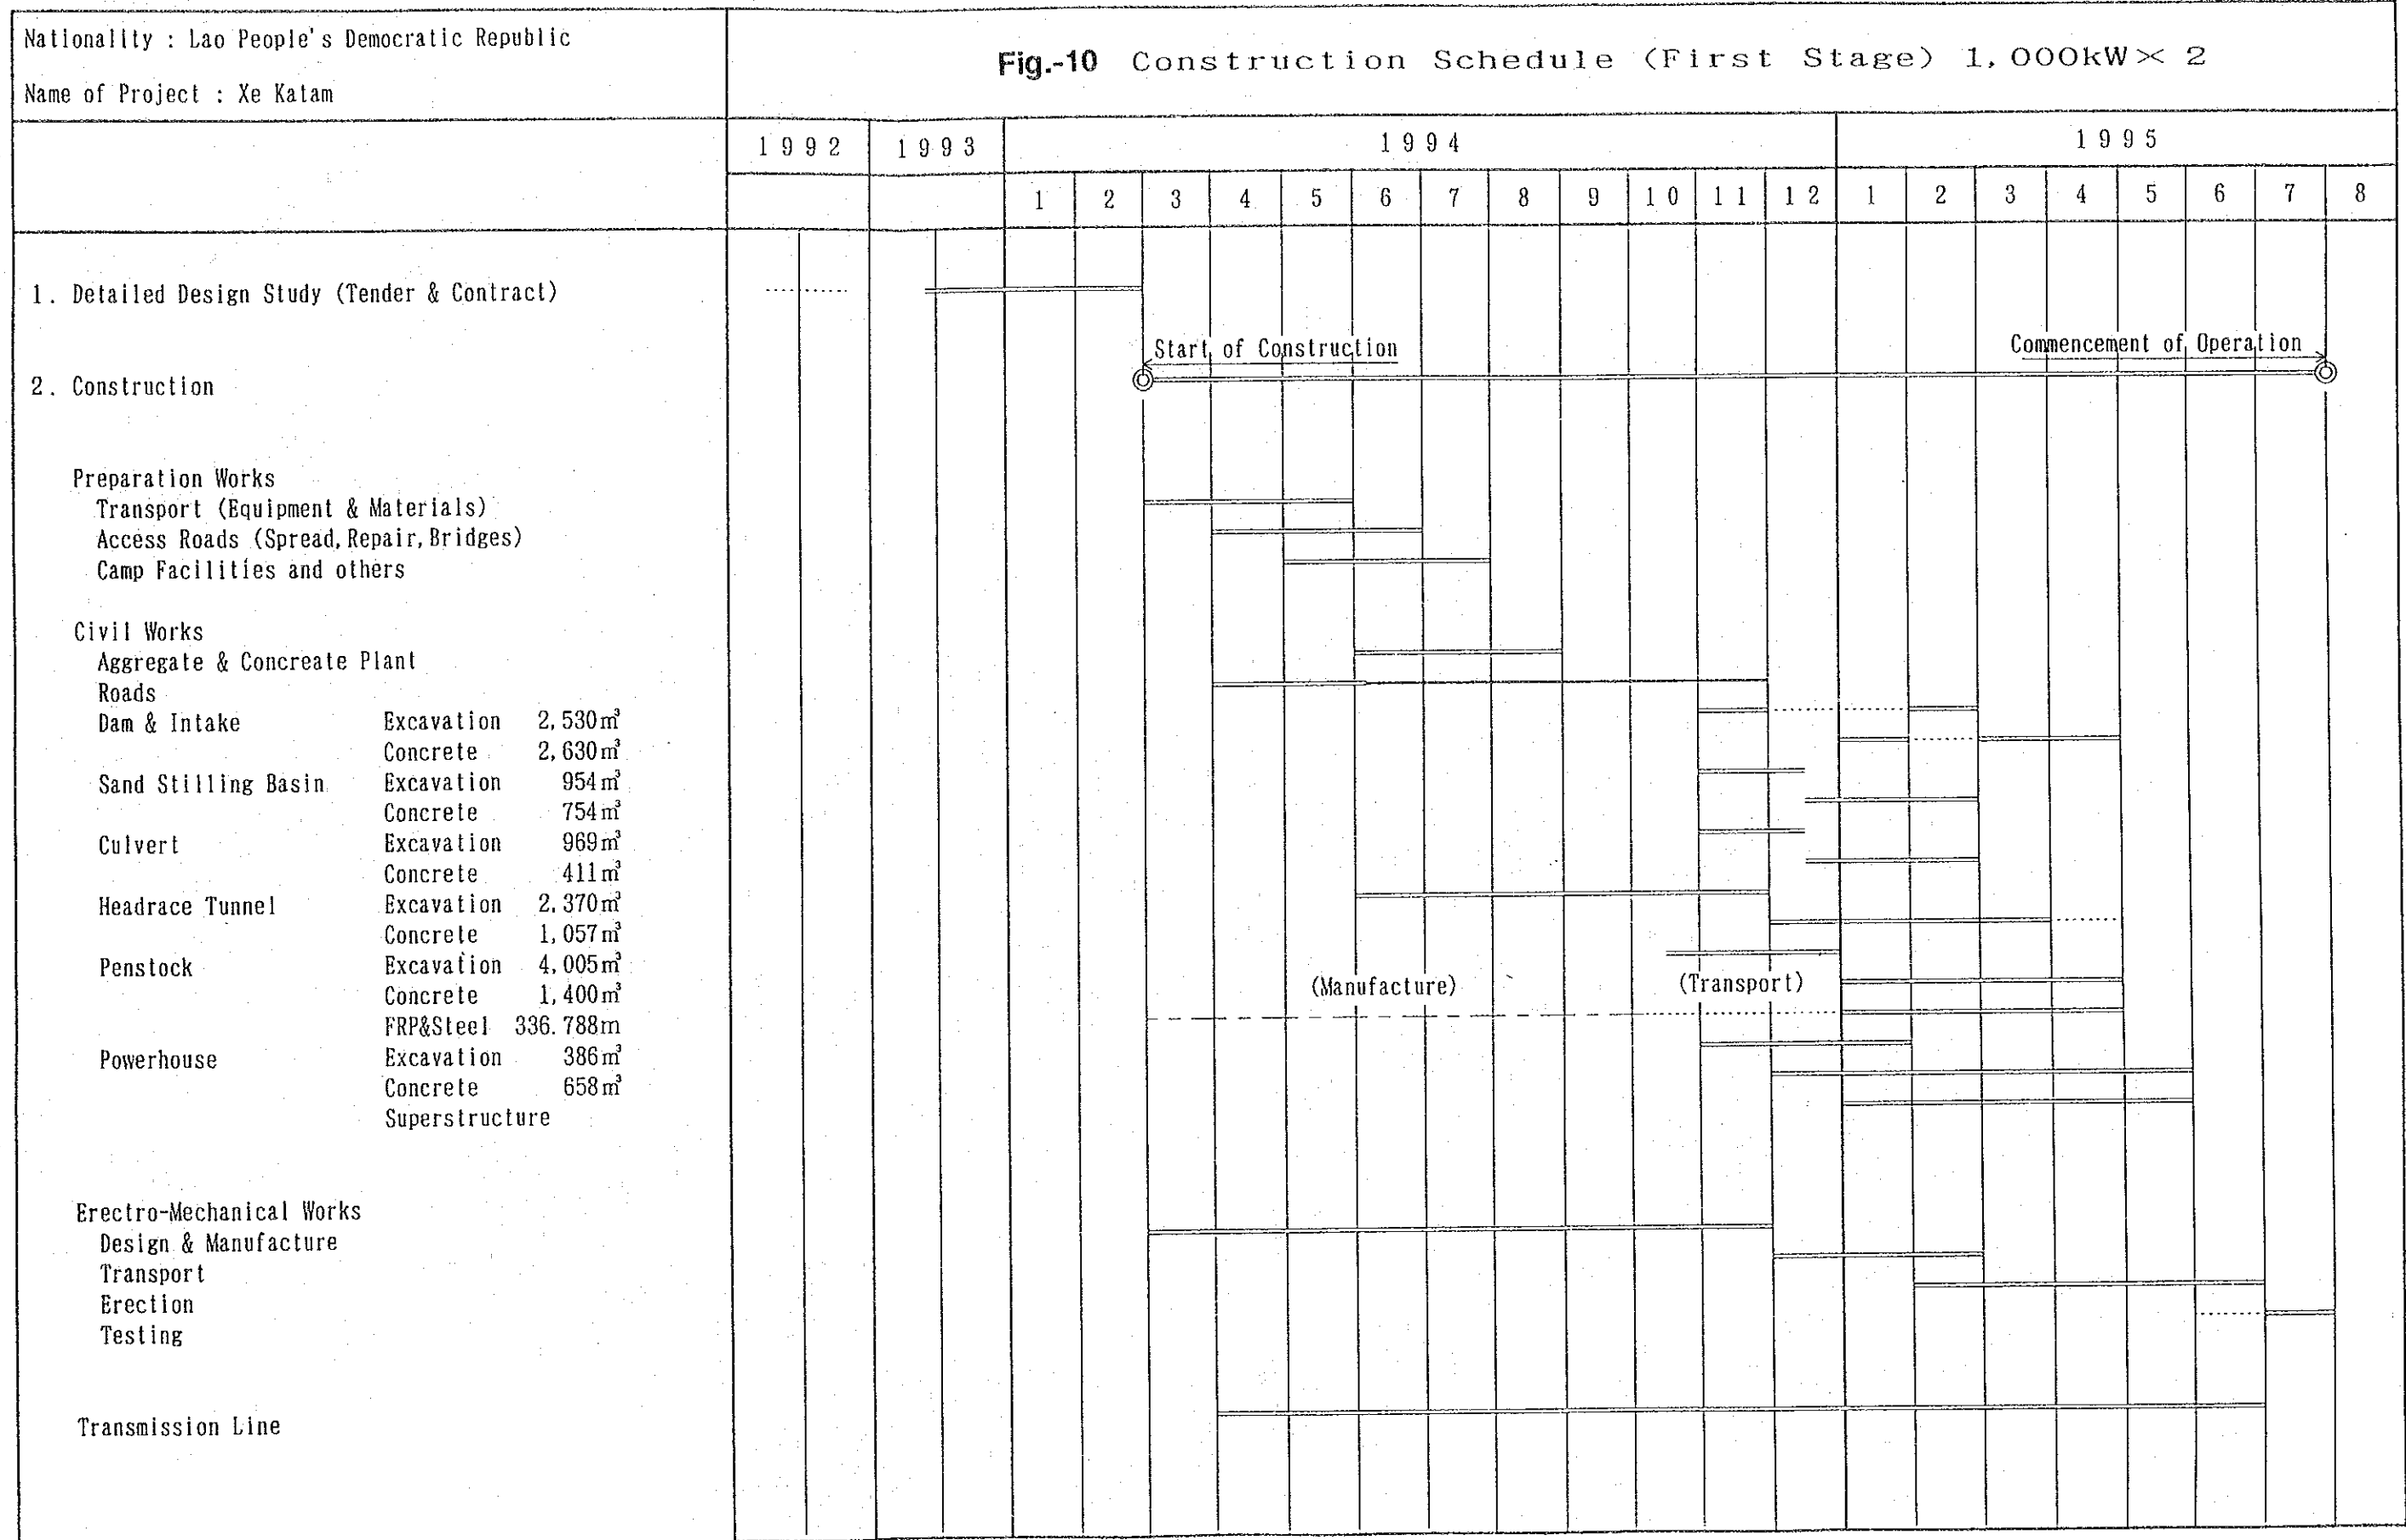 Nationality : Lao People's Democratic Republic
Name of Project : Xe Katam
Fig.-10 Construction Schedule (First Stage) 1,000kW× 2
1992 1993 1994 1995
1 2 3 4 5 6 7 8 9 10 11 12 1 2 3 4 5 6 7 8
1. Detailed Design Study (Tender & Contract)
Start of Construction
Commencement of Operation
2. Construction
Preparation Works
Transport (Equipment & Materials)
Access Roads (Spread, Repair, Bridges)
Camp Facilities and others
Civil Works
Aggregate & Concreate Plant
Roads
Dam & Intake Excavation 2,530m³
Concrete 2,630m³
Sand Stilling Basin Excavation 954m³
Concrete 754m³
Culvert Excavation 969m³
Concrete 411m³
Headrace Tunnel Excavation 2,370m³
Concrete 1,057m³
Penstock Excavation 4,005m³
Concrete 1,400m³
(Manufacture) (Transport)
FRP&Steel 336.788m
Powerhouse Excavation 386m³
Concrete 658m³
Superstructure
Erectro-Mechanical Works
Design & Manufacture
Transport
Erection
Testing
Transmission Line